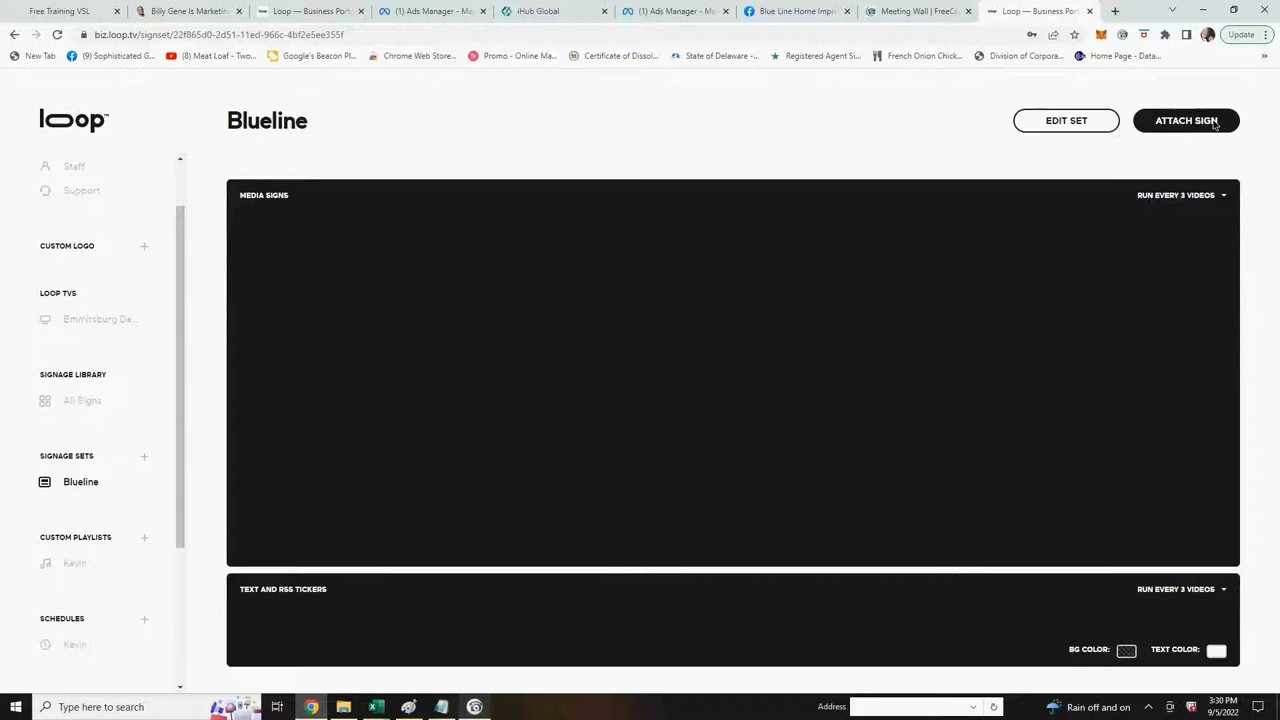 Free Training VSL
Billy Gene Is Marketing
Loop — Business Port
(1) Ads Manager - Ma
iHub Global
(1) Ads Manager - M
Blue Line Home Impr
Meeting Wall | FreeC
Loop — Business Port
biz.loop.tv/signset/22f865d0-2d51-11ed-966c-4bf2e5ee355f
Update
New Tab
(9) Sophisticated G...
Meat Loaf - Two...
Google's Beacon Pl...
Chrome Web Store...
Promo - Online Ma...
Certificate of Dissol...
State of Delaware -...
Registered Agent Si...
French Onion Chick...
Division of Corpora...
Home Page - Data...
loop™
Blueline
EDIT SET
ATTACH SIGN
Staff
Support
CUSTOM LOGO
LOOP TVS
Emmitsburg De...
SIGNAGE LIBRARY
All Signs
SIGNAGE SETS
Blueline
CUSTOM PLAYLISTS
Kevin
SCHEDULES
Kevin
MEDIA SIGNS
RUN EVERY 3 VIDEOS
TEXT AND RSS TICKERS
RUN EVERY 3 VIDEOS
BG COLOR:
TEXT COLOR:
Type here to search
Address
Rain off and on
3:30 PM
9/5/2022